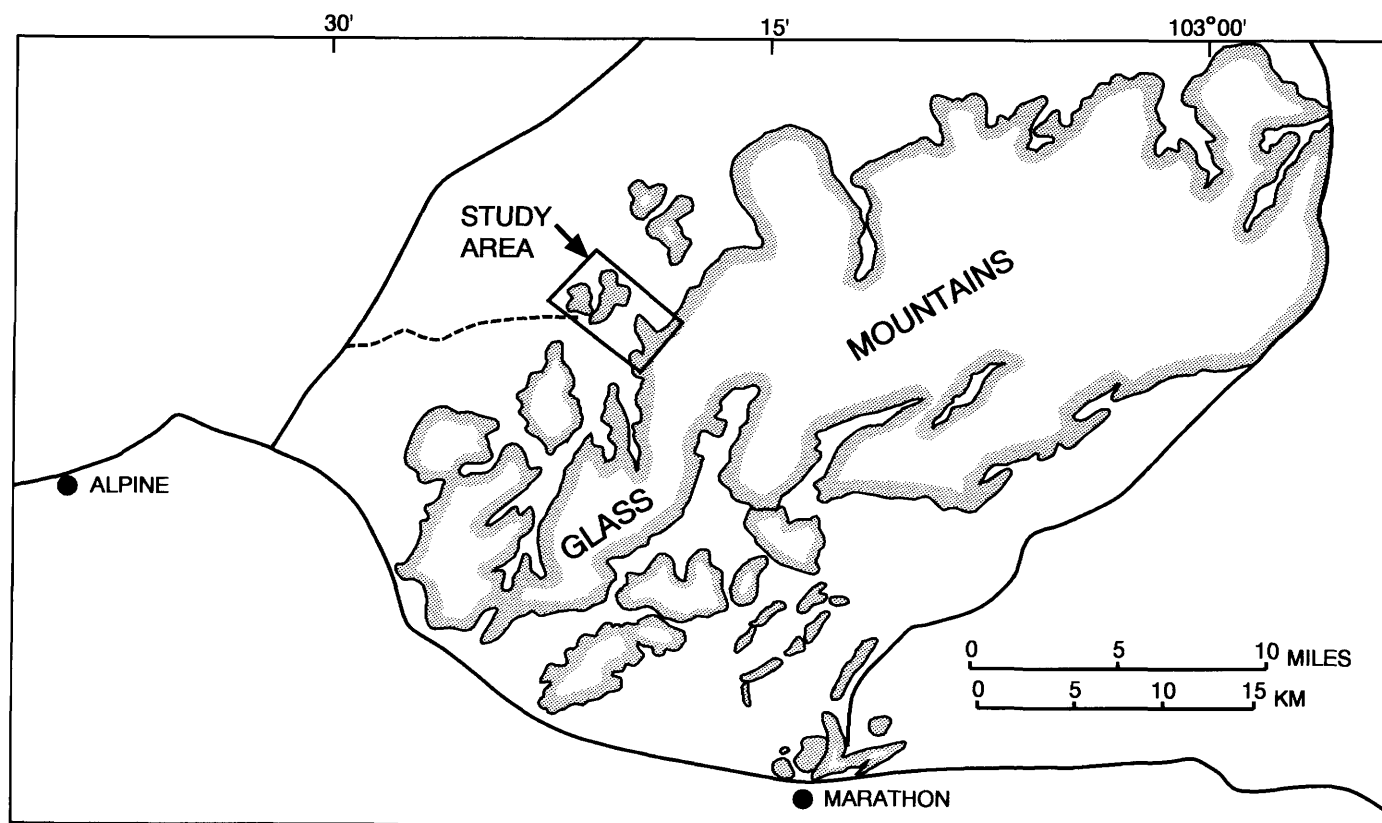 30'
15'
103°00'
STUDY
AREA
MOUNTAINS
GLASS
ALPINE
0 5 10 MILES
0 5 10 15 KM
MARATHON